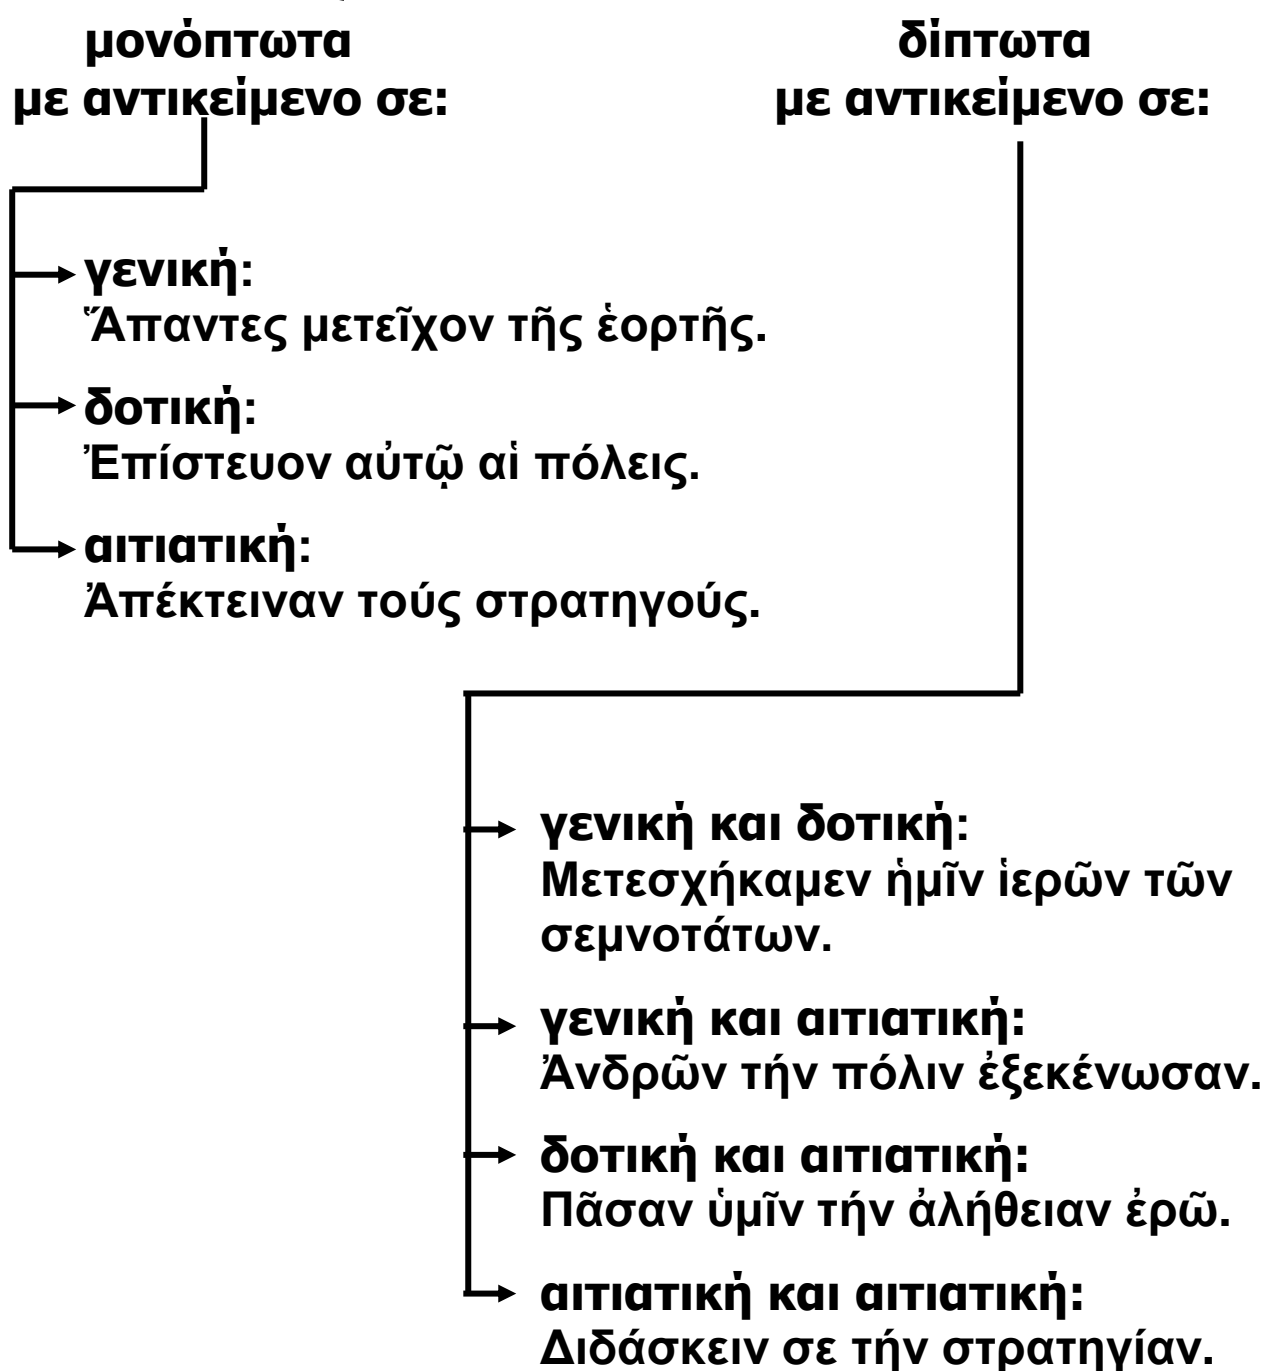 μονόπτωτα
με αντικείμενο σε:
γενική:
Ἅπαντες μετεῖχον τῆς ἑορτῆς.
δοτική:
Ἐπίστευον αὐτῷ αἱ πόλεις.
αιτιατική:
Ἀπέκτειναν τούς στρατηγούς.
δίπτωτα
με αντικείμενο σε:
γενική και δοτική:
Μετεσχήκαμεν ἡμῖν ἱερῶν τῶν
σεμνοτάτων.
γενική και αιτιατική:
Ἀνδρῶν τήν πόλιν ἐξεκένωσαν.
δοτική και αιτιατική:
Πᾶσαν ὑμῖν τήν ἀλήθειαν ἐρῶ.
αιτιατική και αιτιατική:
Διδάσκειν σε τήν στρατηγίαν.